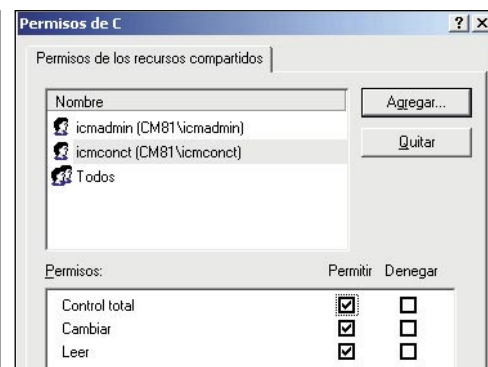 Permisos de C
Permisos de los recursos compartidos
Nombre
Agregar...
icmadmin (CM81\icmadmin)
icmconct (CM81\icmconct)
Quitar
Todos
Permisos:
Permitir Denegar
Control total
Cambiar
Leer